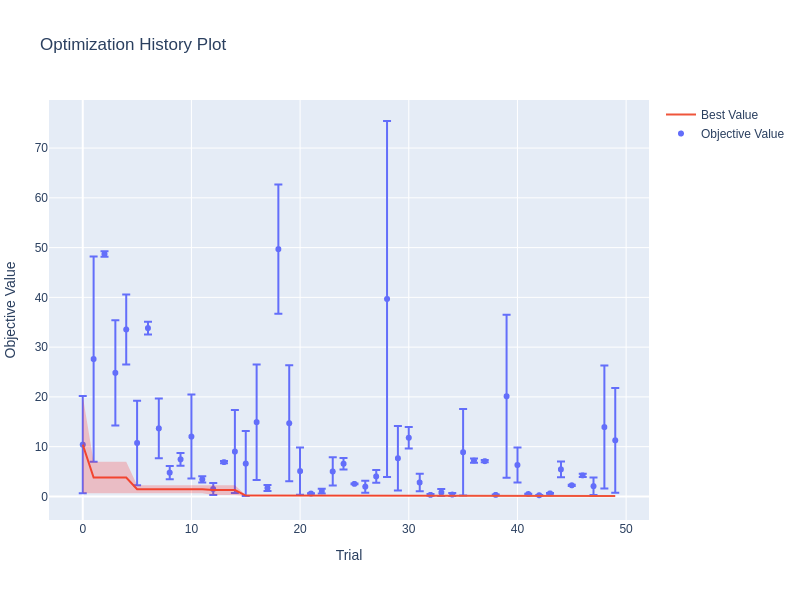 Optimization History Plot
Best Value
Objective Value
70
60
50
40
30
20
10
0
Objective Value
0 10 20 30 40 50
Trial